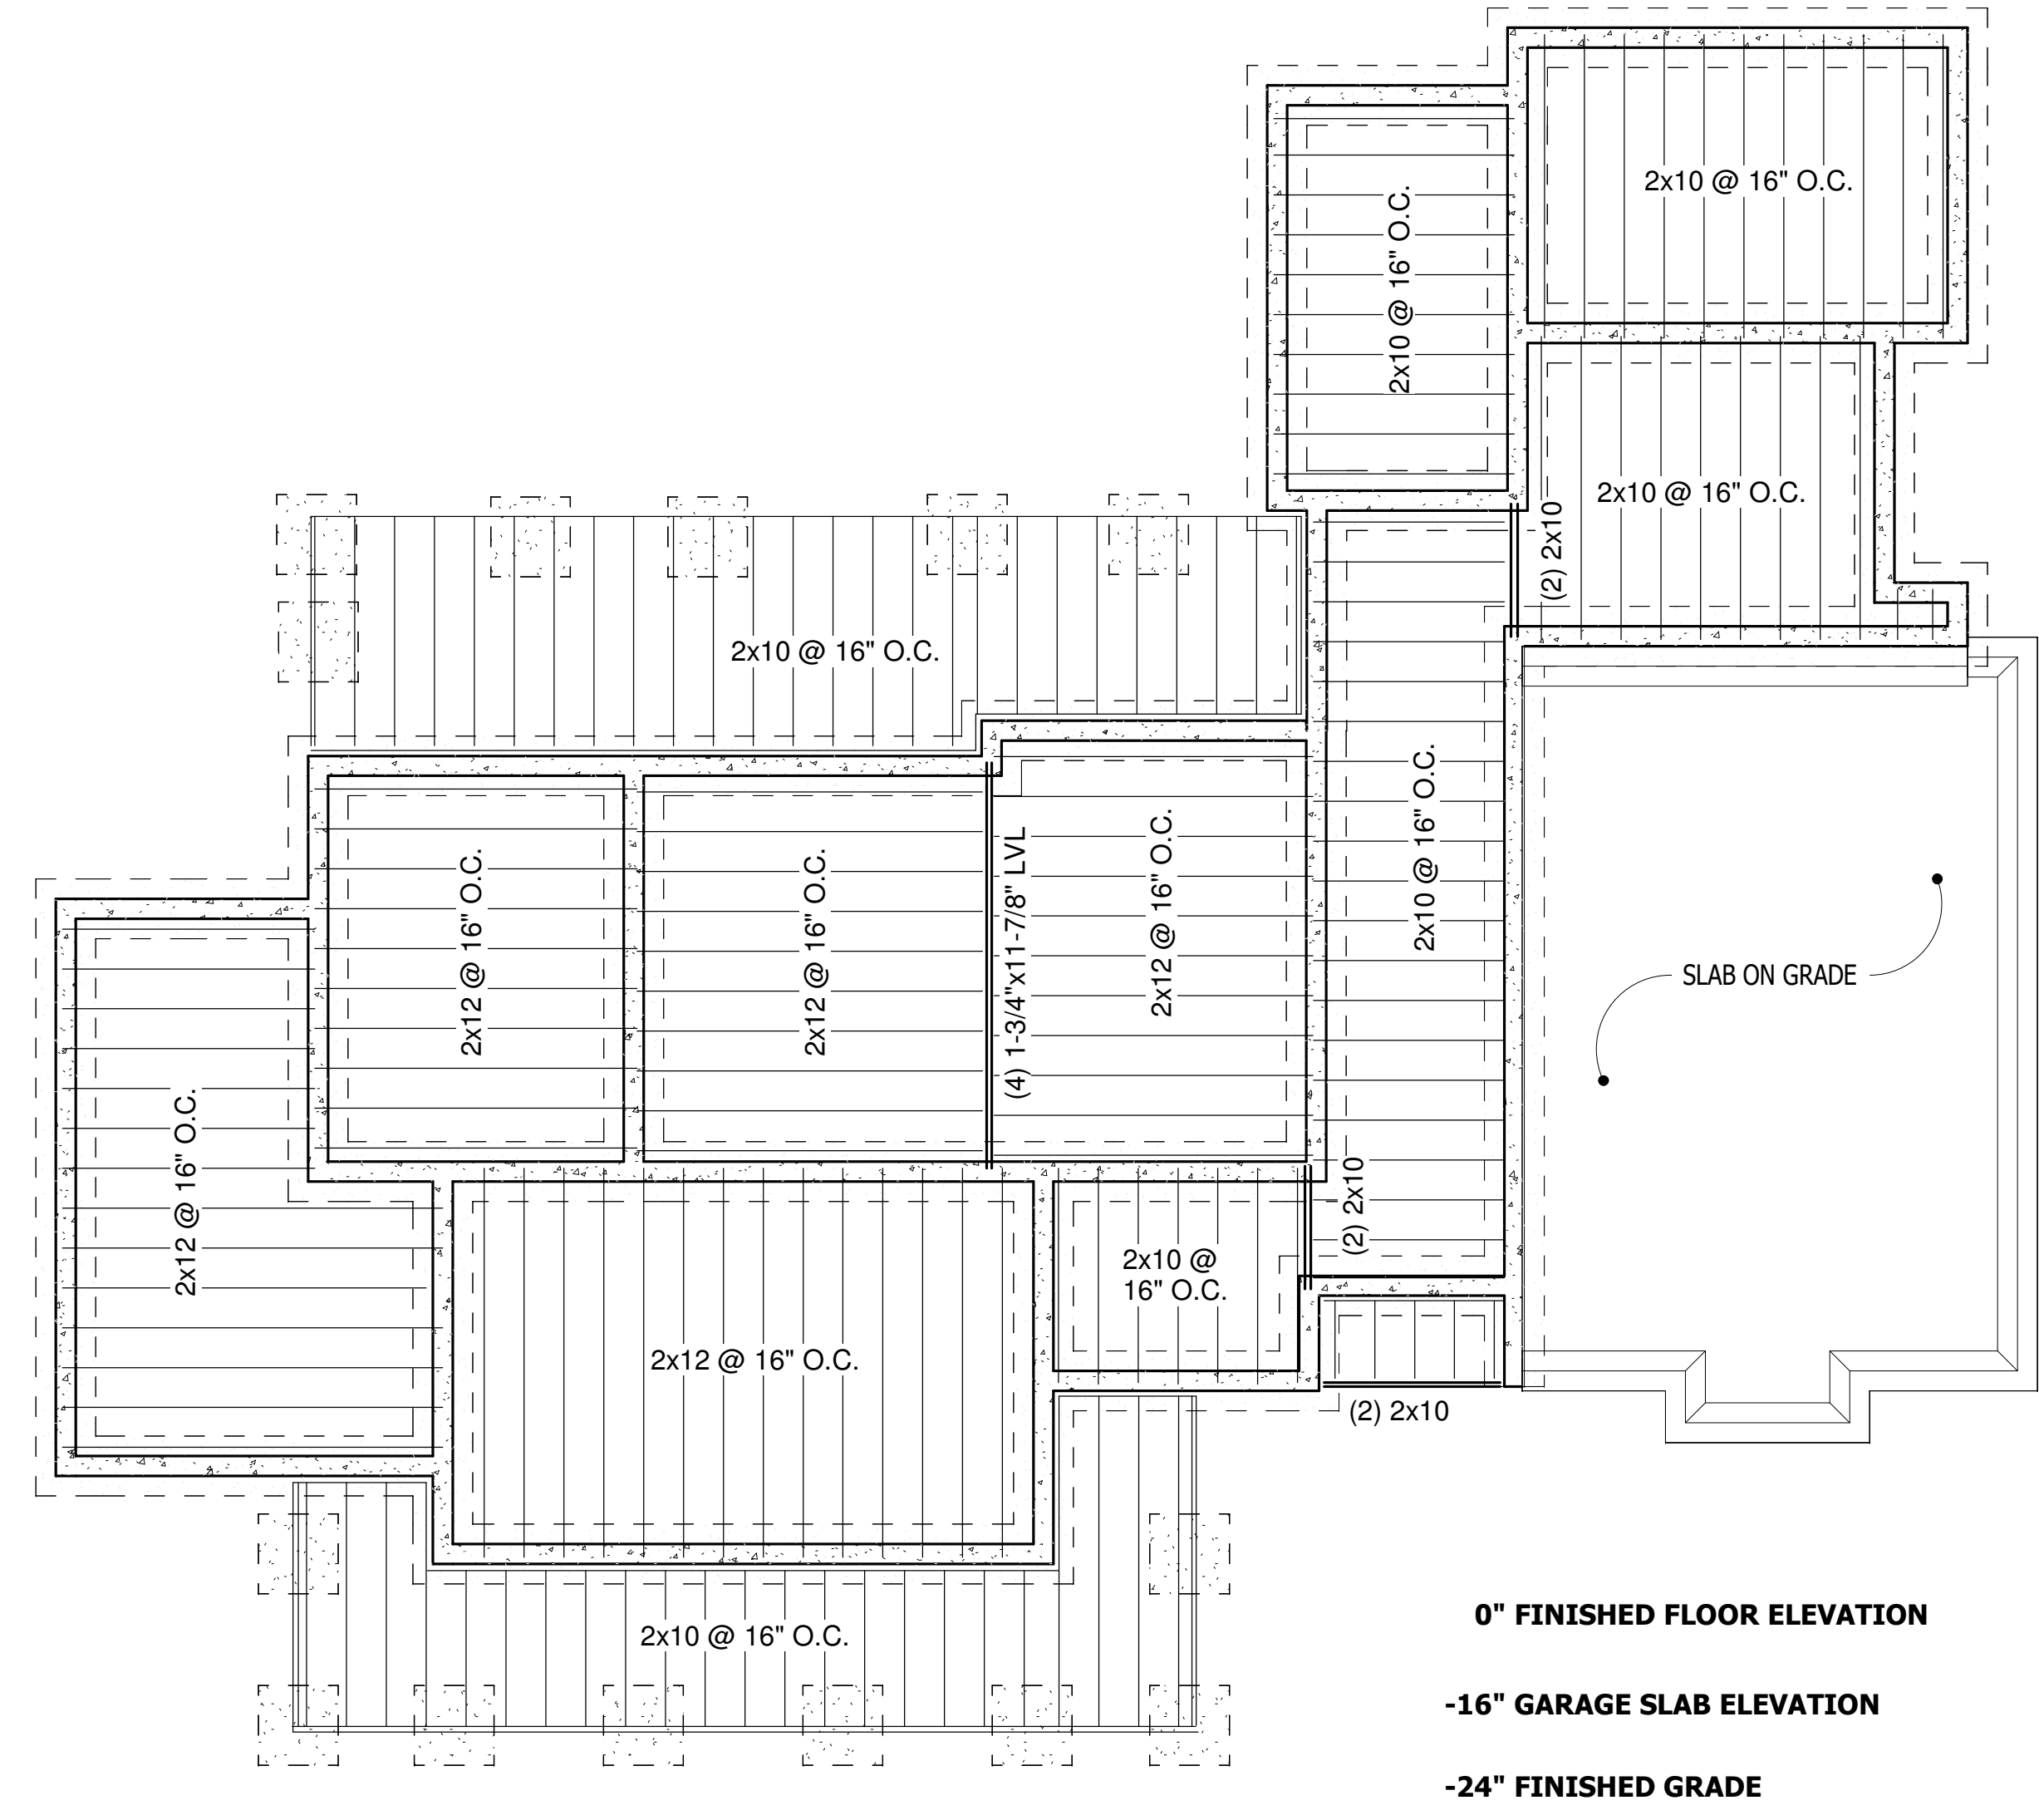 2x10 @ 16" O.C.
2x10 @ 16" O.C.
2x10 @ 16" O.C.
(2) 2x10
2x10 @ 16" O.C.
2x10 @ 16" O.C.
2x12 @ 16" O.C.
2x12 @ 16" O.C.
(4) 1-3/4"x11-7/8" LVL
2x12 @ 16" O.C.
SLAB ON GRADE
2x12 @ 16" O.C.
(2) 2x10
2x10 @
16" O.C.
2x12 @ 16" O.C.
(2) 2x10
2x10 @ 16" O.C.
0" FINISHED FLOOR ELEVATION
-16" GARAGE SLAB ELEVATION
-24" FINISHED GRADE